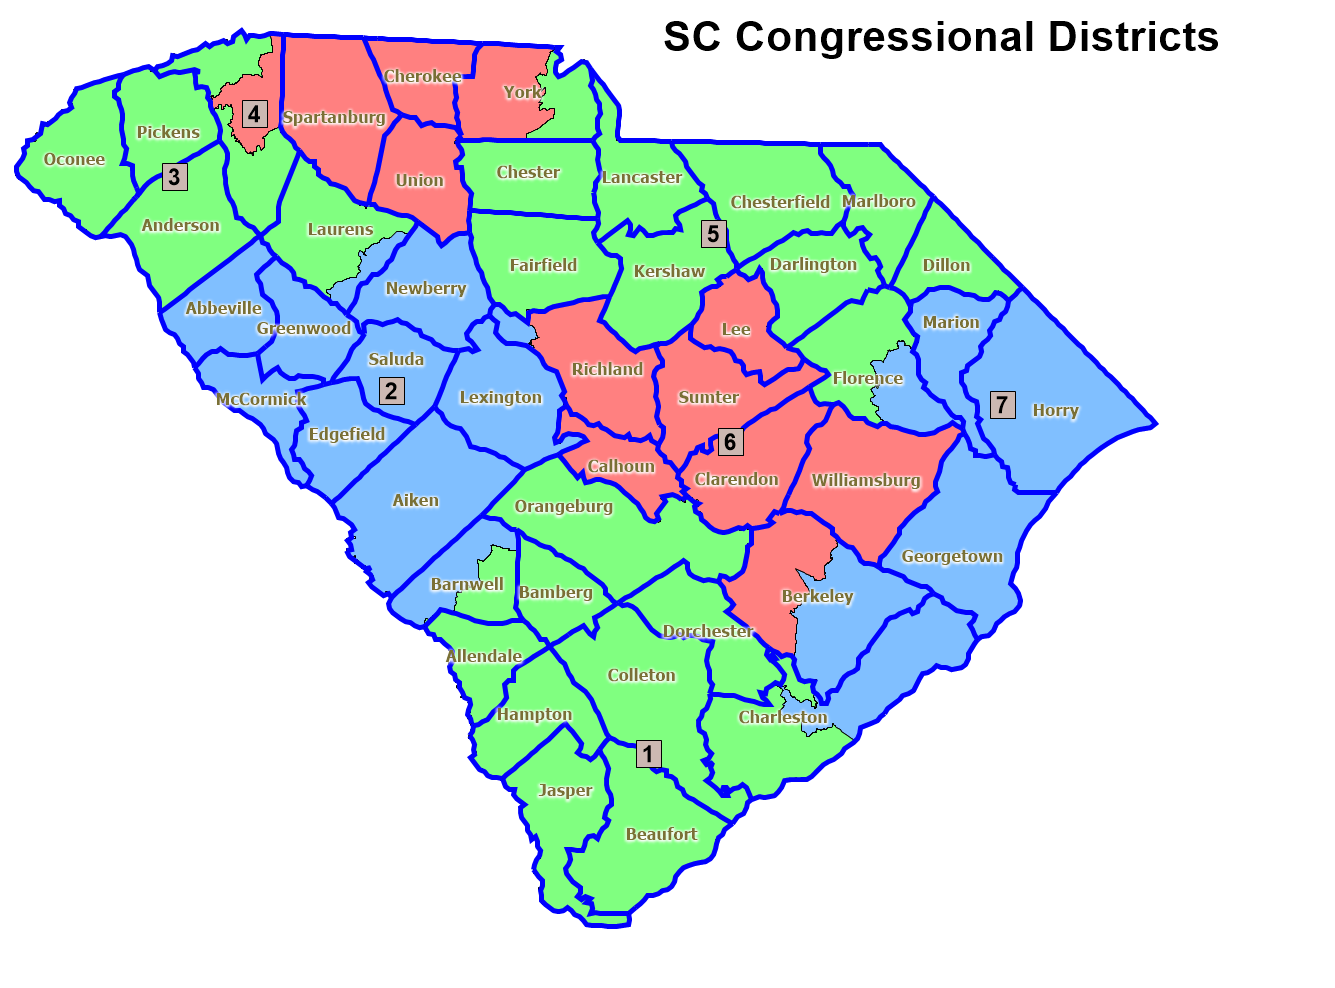 SC Congressional Districts
Cherokee
York
4
Spartanburg
Pickens
Oconee
3
Union
Chester
Lancaster
Chesterfield
Marlboro
Anderson
Laurens
5
Fairfield
Kershaw
Darlington
Dillon
Newberry
Abbeville
Greenwood
Lee
Marion
Saluda
Richland
Florence
2
McCormick
Lexington
Sumter
7
Horry
Edgefield
6
Calhoun
Clarendon
Williamsburg
Aiken
Orangeburg
Georgetown
Barnwell
Bamberg
Berkeley
Dorchester
Allendale
Colleton
Hampton
Charleston
1
Jasper
Beaufort